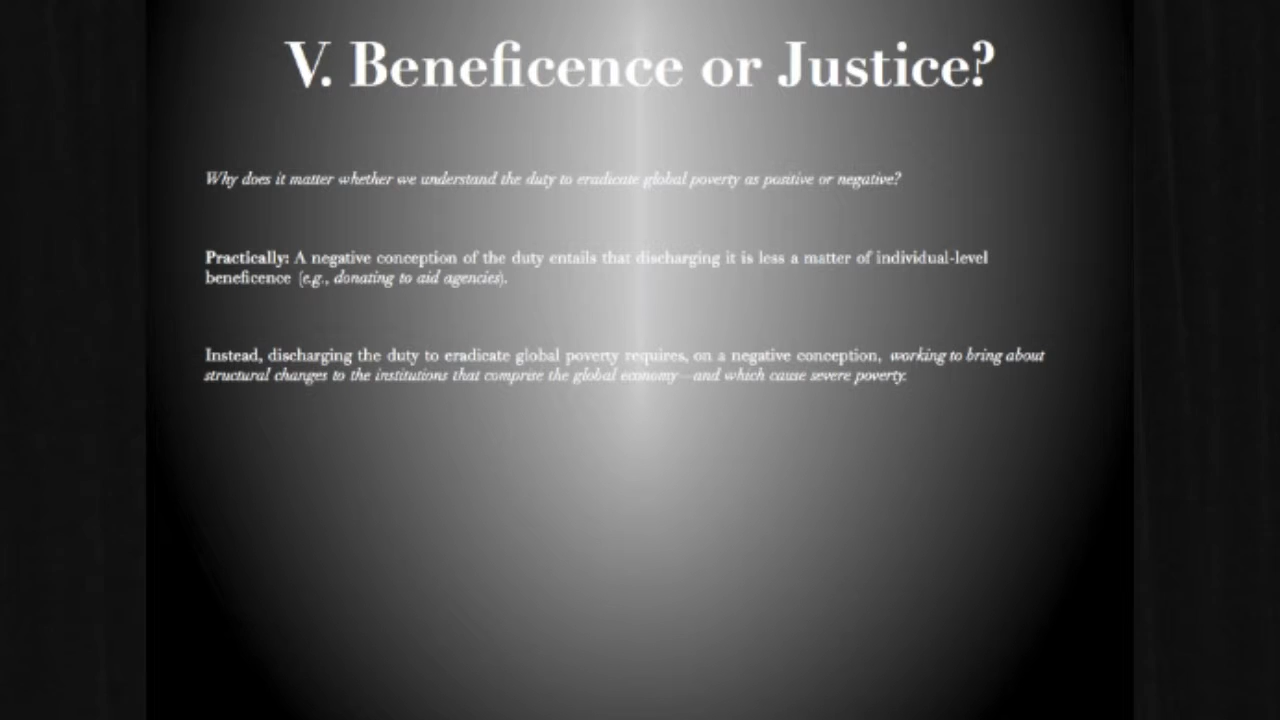 V. Beneficence or Justice?
Why does it matter whether we understand the duty to eradicate global poverty as positive or negative?
Practically: A negative conception of the duty entails that discharging it is less a matter of individual-level
beneficence (e.g., donating to aid agencies).
Instead, discharging the duty to eradicate global poverty requires, on a negative conception, working to bring about
structural changes to the institutions that comprise the global economy—and which cause severe poverty.